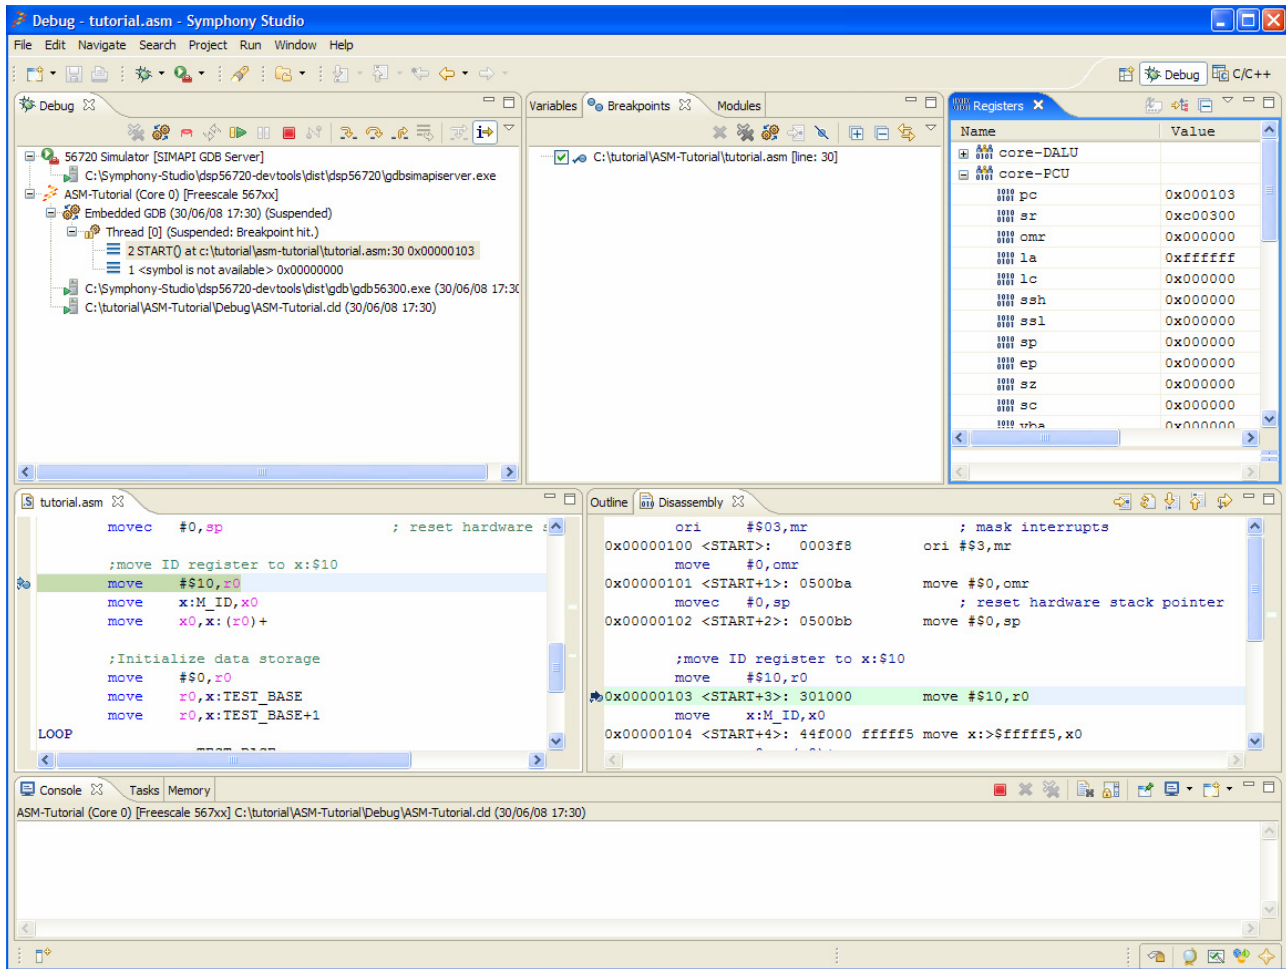 Debug - tutorial.asm - Symphony Studio
File Edit Navigate Search Project Run Window Help
Debug C/C++
Debug
56720 Simulator [SIMAPI GDB Server]
C:\Symphony-Studio\dsp56720-devtools\dist\dsp56720\gdbsimapiserver.exe
ASM-Tutorial (Core 0) [Freescale 567xx]
Embedded GDB (30/06/08 17:30) (Suspended)
Thread [0] (Suspended: Breakpoint hit.)
2 START() at c:\tutorial\asm-tutorial\tutorial.asm:30 0x00000103
1 <symbol is not available> 0x00000000
C:\Symphony-Studio\dsp56720-devtools\dist\gdb\gdb56300.exe (30/06/08 17:30
C:\tutorial\ASM-Tutorial\Debug\ASM-Tutorial.cld (30/06/08 17:30)
Variables Breakpoints Modules
C:\tutorial\ASM-Tutorial\tutorial.asm [line: 30]
Registers
Name Value
core-DALU
core-PCU
pc 0x000103
sr 0xc00300
omr 0x000000
la 0xffffff
lc 0x000000
ssh 0x000000
ssl 0x000000
sp 0x000000
ep 0x000000
sz 0x000000
sc 0x000000
vba 0x000000
tutorial.asm
movec #0,sp ; reset hardware s
;move ID register to x:$10
move #$10,r0
move x:M_ID,x0
move x0,x:(r0)+
;Initialize data storage
move #$0,r0
move r0,x:TEST_BASE
move r0,x:TEST_BASE+1
LOOP
Outline Disassembly
ori #$03,mr ; mask interrupts
0x00000100 <START>: 0003f8 ori #$3,mr
move #0,omr
0x00000101 <START+1>: 0500ba move #$0,omr
movec #0,sp ; reset hardware stack pointer
0x00000102 <START+2>: 0500bb move #$0,sp
;move ID register to x:$10
move #$10,r0
0x00000103 <START+3>: 301000 move #$10,r0
move x:M_ID,x0
0x00000104 <START+4>: 44f000 fffff5 move x:>$fffff5,x0
Console Tasks Memory
ASM-Tutorial (Core 0) [Freescale 567xx] C:\tutorial\ASM-Tutorial\Debug\ASM-Tutorial.cld (30/06/08 17:30)